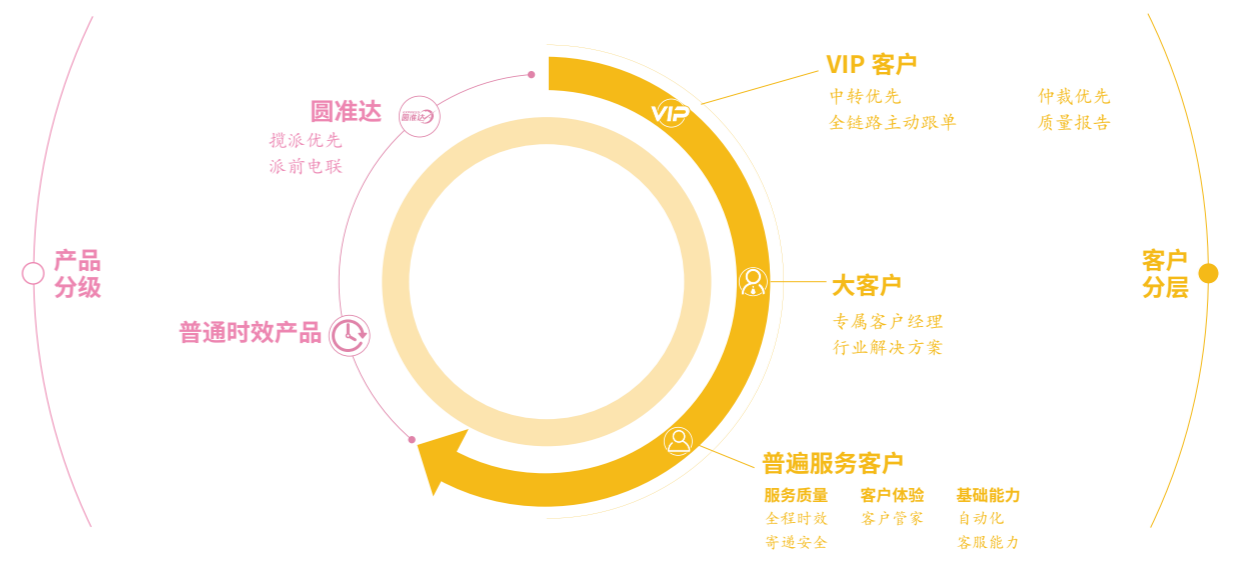 产品
分级
圆准达
圆准达
揽派优先
派前电联
普通时效产品
VIP
VIP 客户
中转优先
仲裁优先
全链路主动跟单
质量报告
大客户
专属客户经理
行业解决方案
普遍服务客户
服务质量
客户体验
基础能力
全程时效
客户管家
自动化
寄递安全
客服能力
客户
分层